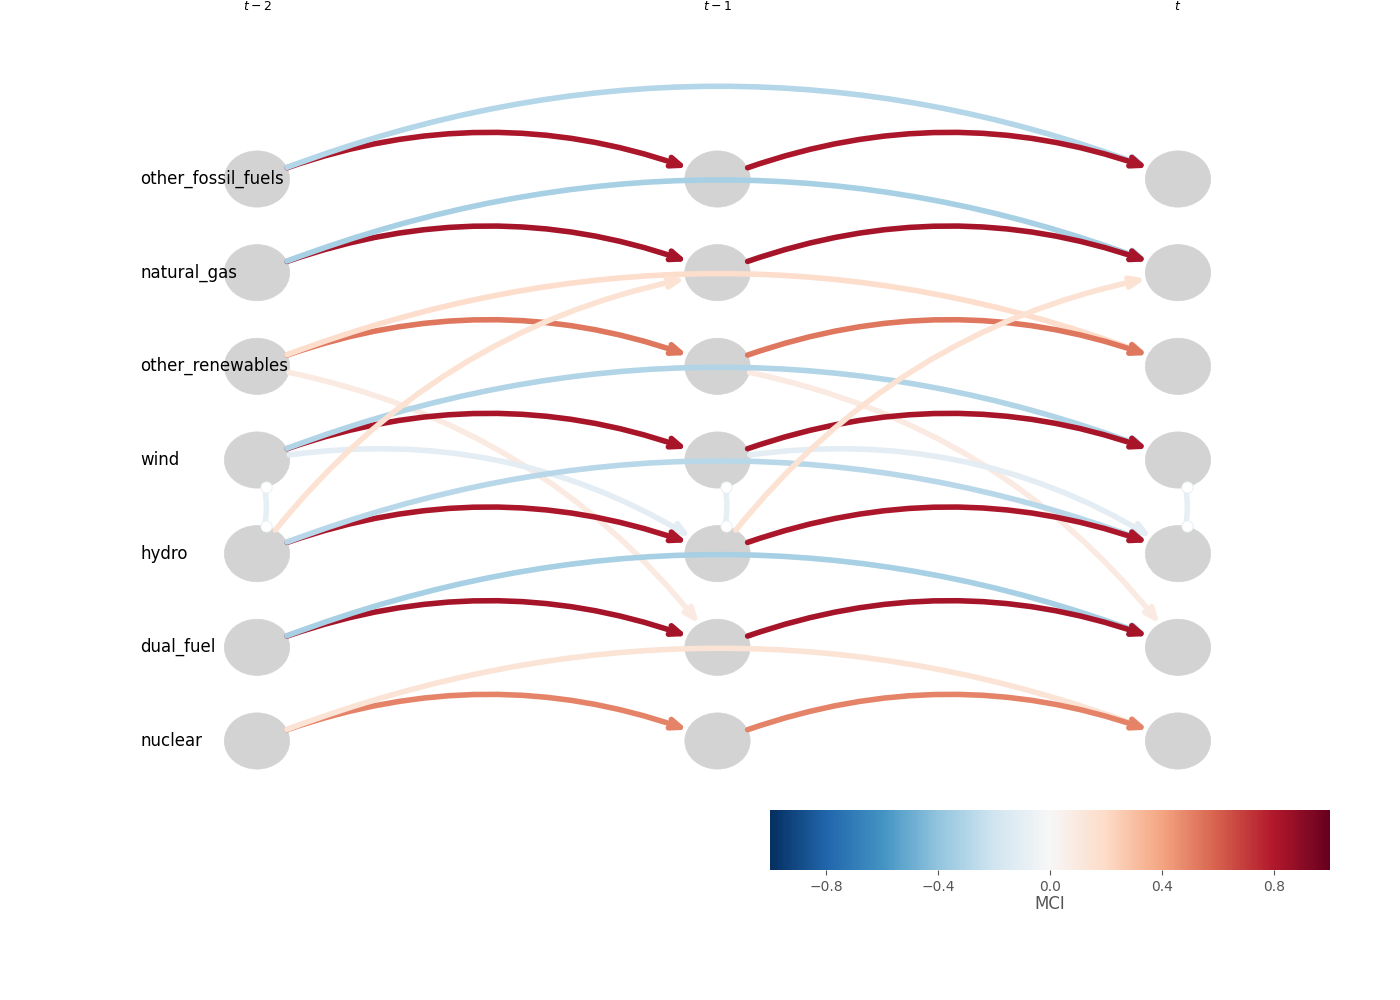 t − 2 t − 1 t
other_fossil_fuels
natural_gas
other_renewables
wind
hydro
dual_fuel
nuclear
−0.8 −0.4 0.0 0.4 0.8
MCI